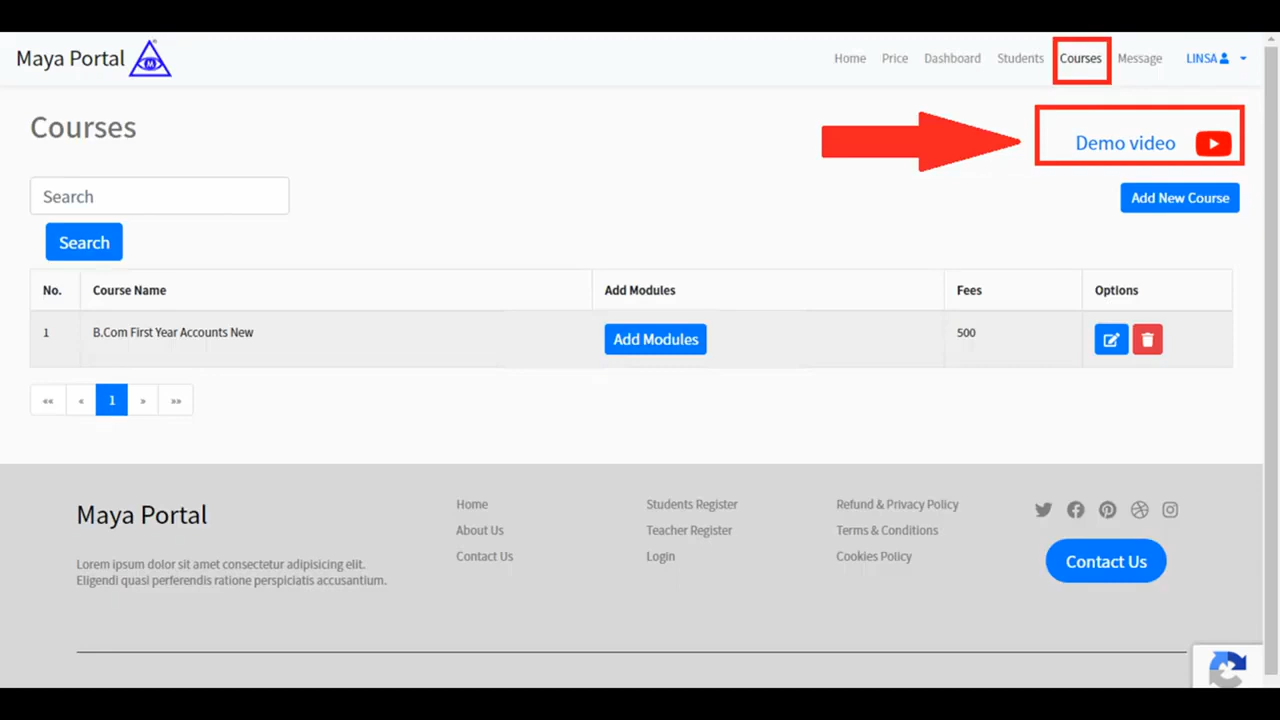 Maya Portal
M
Home Price Dashboard Students Courses Message LINSA
Courses
Demo video
Search
Add New Course
Search
No. Course Name Add Modules Fees Options
1 B.Com First Year Accounts New Add Modules 500
«« « 1 » »»
Maya Portal
Lorem ipsum dolor sit amet consectetur adipisicing elit.
Eligendi quasi perferendis ratione perspiciatis accusantium.
Home
About Us
Contact Us
Students Register
Teacher Register
Login
Refund & Privacy Policy
Terms & Conditions
Cookies Policy
Contact Us